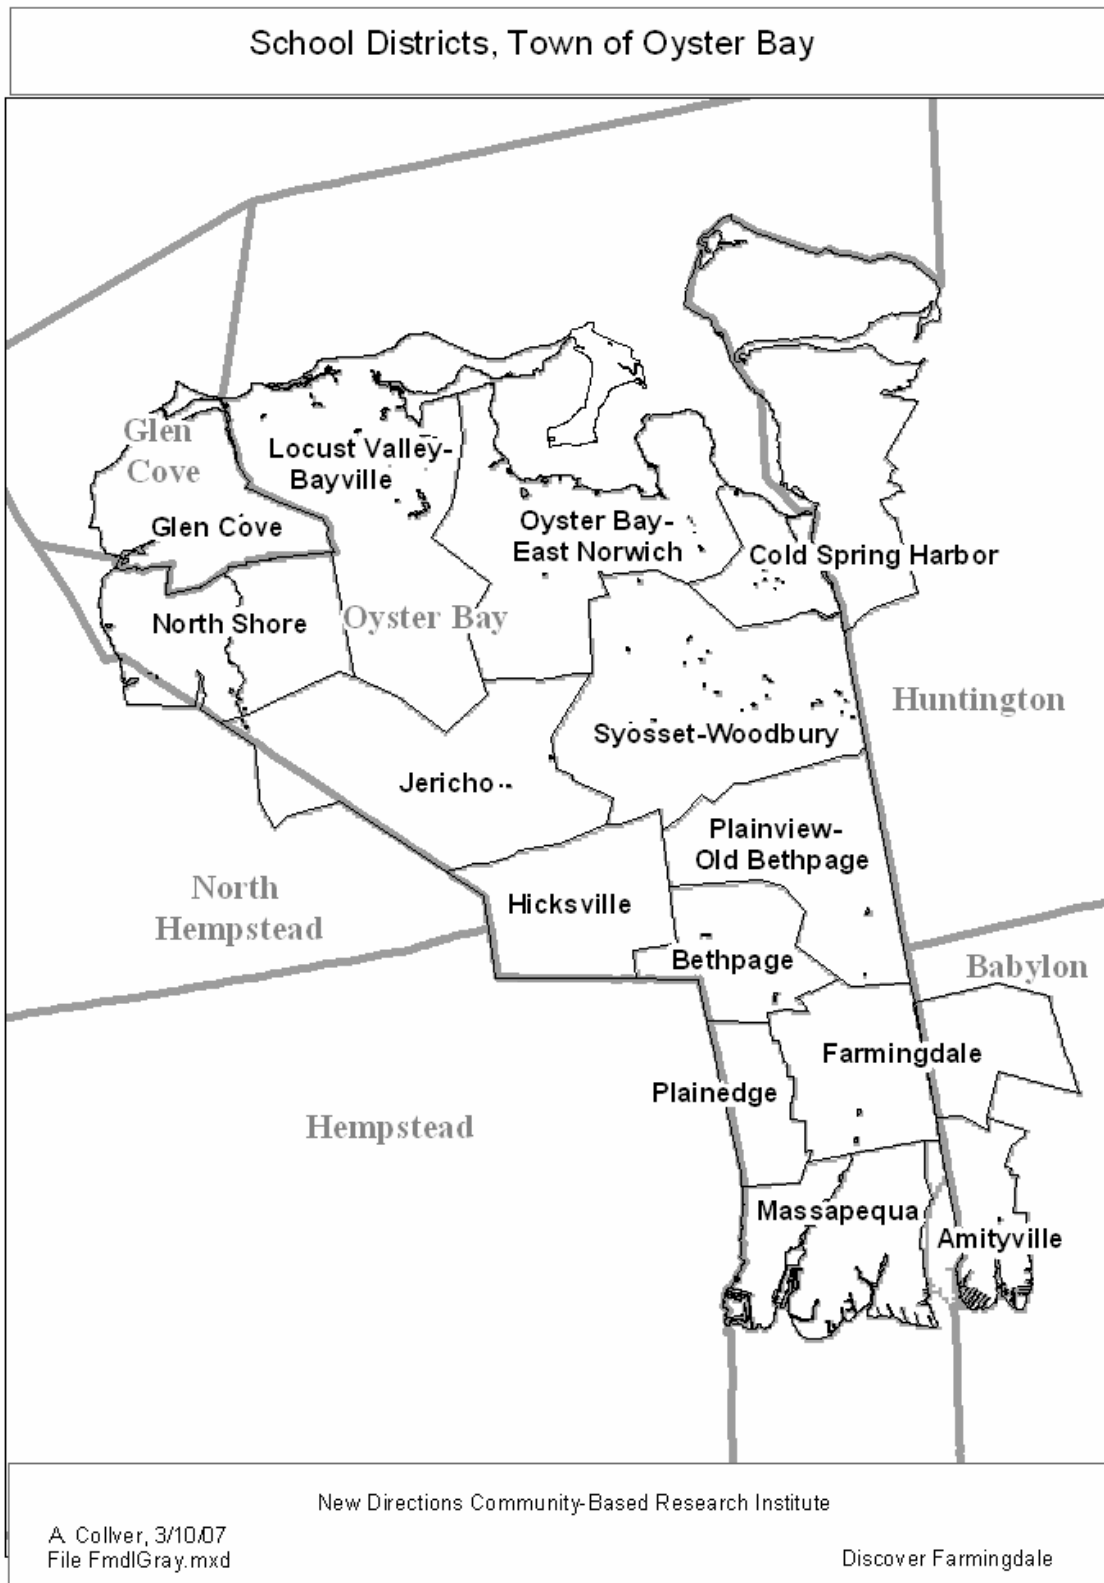 School Districts, Town of Oyster Bay
Glen
Cove
Locust Valley-
Bayville
Glen Cove
Oyster Bay-
East Norwich
Cold Spring Harbor
North Shore
Oyster Bay
Huntington
Syosset-Woodbury
Jericho
Plainview-
Old Bethpage
North
Hempstead
Hicksville
Bethpage
Babylon
Farmingdale
Plainedge
Hempstead
Massapequa
Amityville
New Directions Community-Based Research Institute
A. Collver, 3/10/07
File FmdlGray.mxd
Discover Farmingdale